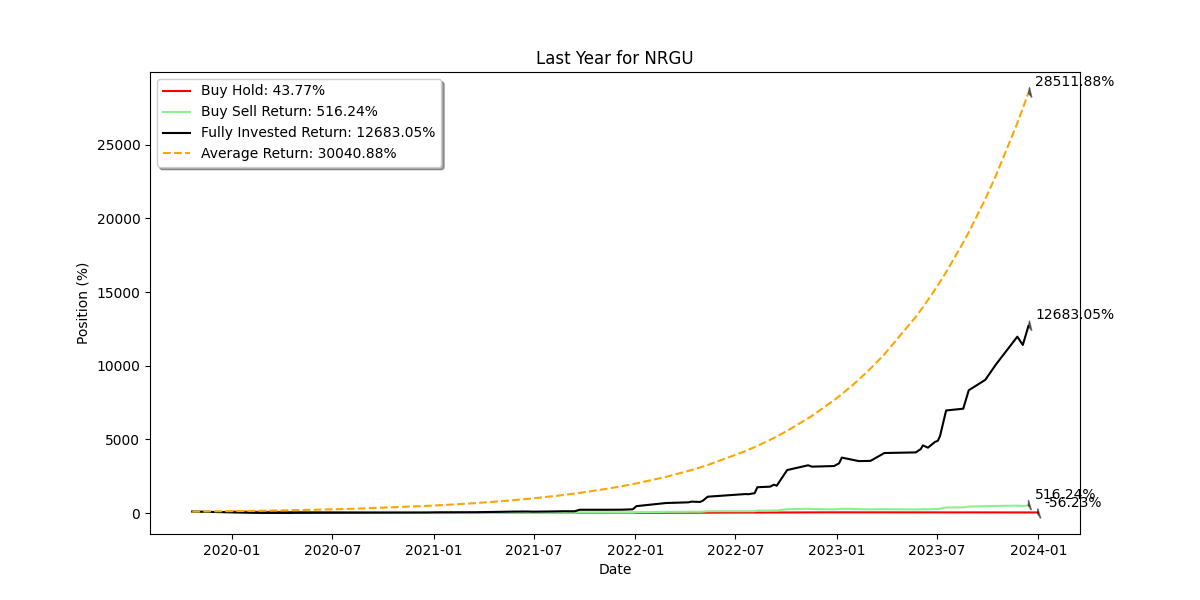 Last Year for NRGU
Buy Hold: 43.77%
Buy Sell Return: 516.24%
Fully Invested Return: 12683.05%
Average Return: 30040.88%
28511.88%
12683.05%
516.24%
-56.23%
Position (%)
25000
20000
15000
10000
5000
0
2020-01 2020-07 2021-01 2021-07 2022-01 2022-07 2023-01 2023-07 2024-01
Date